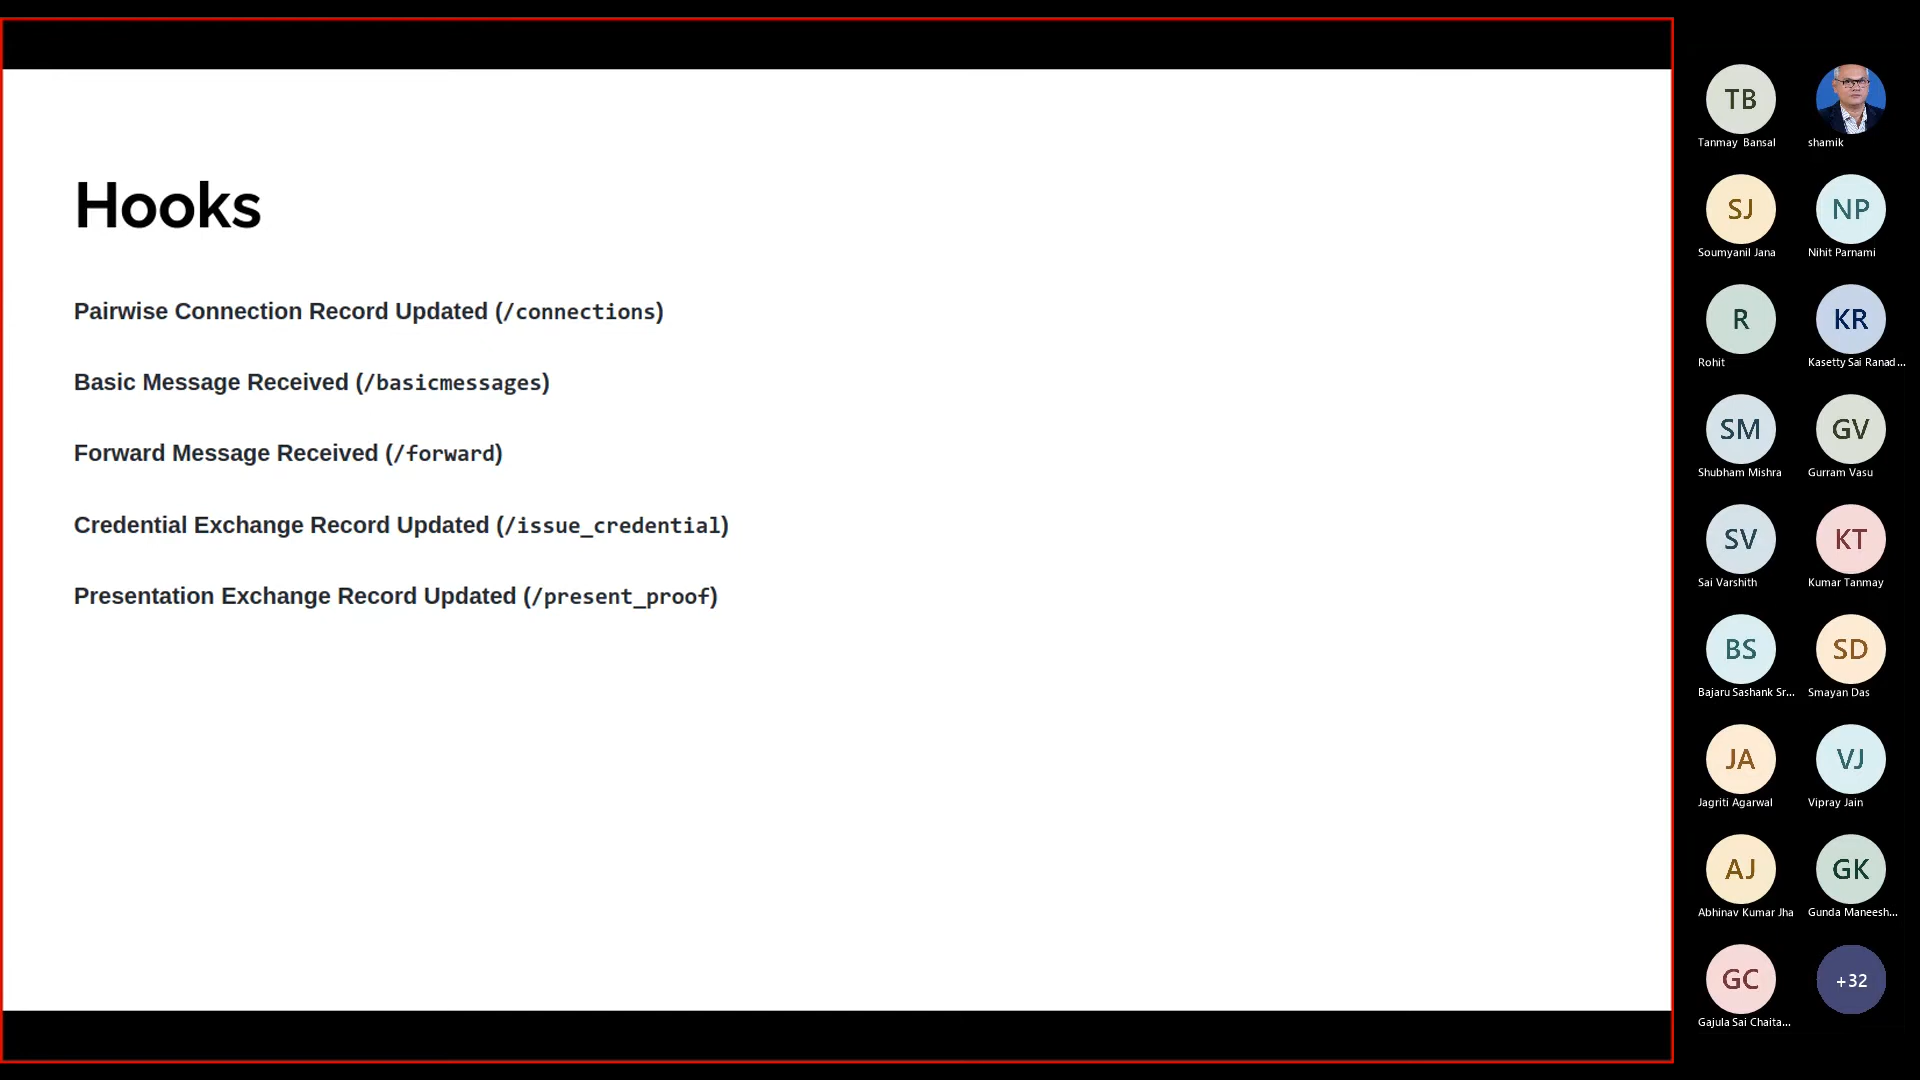 Hooks
Pairwise Connection Record Updated (/connections)
Basic Message Received (/basicmessages)
Forward Message Received (/forward)
Credential Exchange Record Updated (/issue_credential)
Presentation Exchange Record Updated (/present_proof)
TB
Tanmay Bansal
shamik
SJ
Soumyanil Jana
NP
Nihit Parnami
R
Rohit
KR
Kasetty Sai Ranad...
SM
Shubham Mishra
GV
Gurram Vasu
SV
Sai Varshith
KT
Kumar Tanmay
BS
Bajaru Sashank Sr...
SD
Smayan Das
JA
Jagriti Agarwal
VJ
Vipray Jain
AJ
Abhinav Kumar Jha
GK
Gunda Maneesh...
GC
Gajula Sai Chaita...
+32